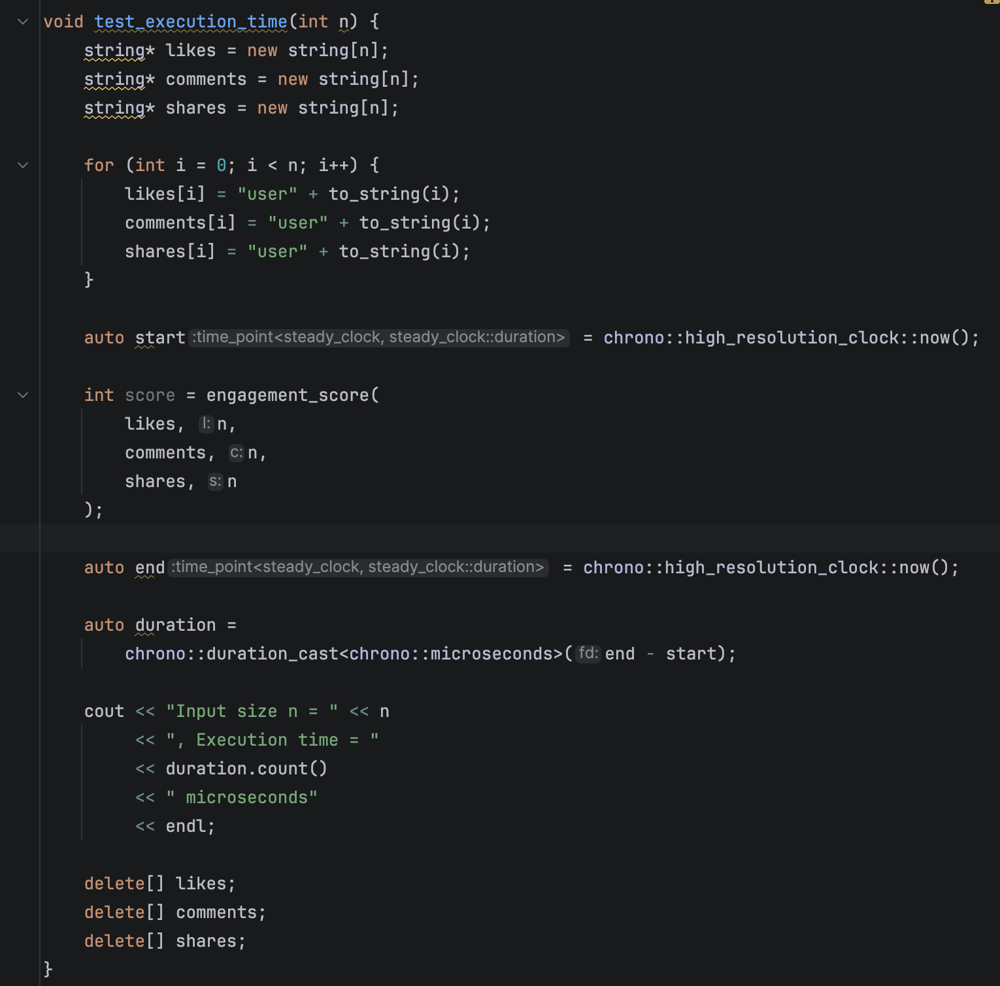 void test_execution_time(int n) {
    string* likes = new string[n];
    string* comments = new string[n];
    string* shares = new string[n];

    for (int i = 0; i < n; i++) {
        likes[i] = "user" + to_string(i);
        comments[i] = "user" + to_string(i);
        shares[i] = "user" + to_string(i);
    }

    auto start :time_point<steady_clock, steady_clock::duration> = chrono::high_resolution_clock::now();

    int score = engagement_score(
        likes, l: n,
        comments, c: n,
        shares, s: n
    );

    auto end :time_point<steady_clock, steady_clock::duration> = chrono::high_resolution_clock::now();

    auto duration =
        chrono::duration_cast<chrono::microseconds>( fd: end - start);

    cout << "Input size n = " << n
         << ", Execution time = "
         << duration.count()
         << " microseconds"
         << endl;

    delete[] likes;
    delete[] comments;
    delete[] shares;
}